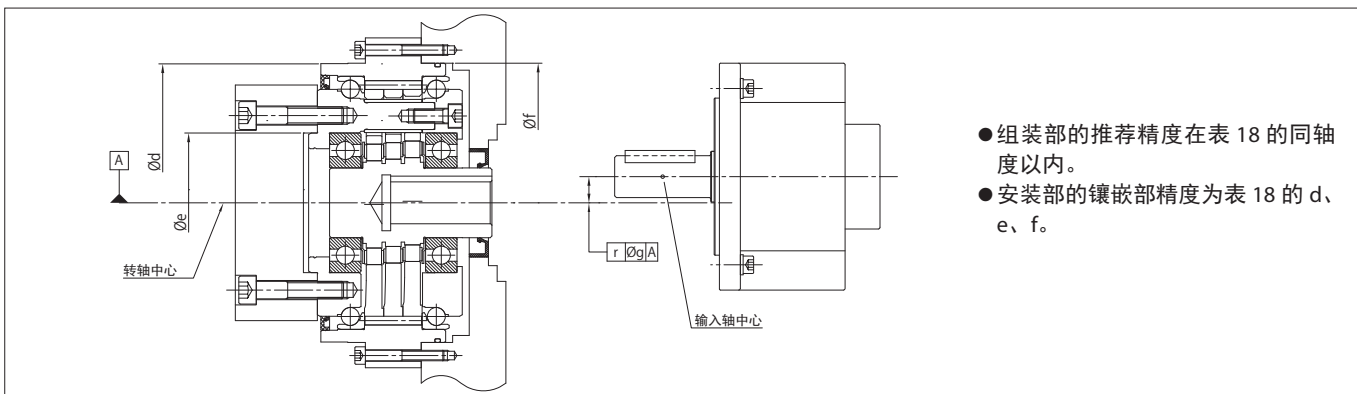 Ød
Øe
A
转轴中心
Øf
r Øg A
输入轴中心
●组装部的推荐精度在表 18 的同轴
度以内。
●安装部的镶嵌部精度为表 18 的 d、
e、f。